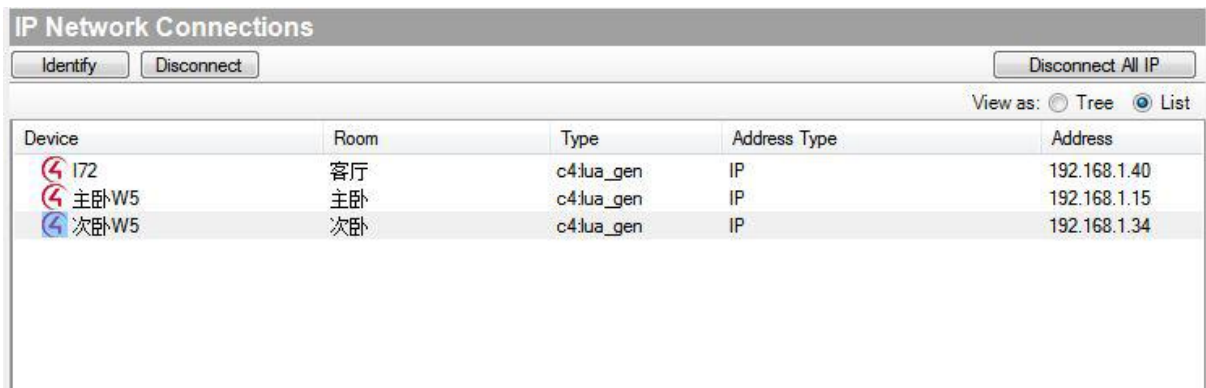 IP Network Connections
Identify Disconnect Disconnect All IP
View as: Tree List
Device Room Type Address Type Address
I72 客厅 c4:lua_gen IP 192.168.1.40
主卧W5 主卧 c4:lua_gen IP 192.168.1.15
次卧W5 次卧 c4:lua_gen IP 192.168.1.34